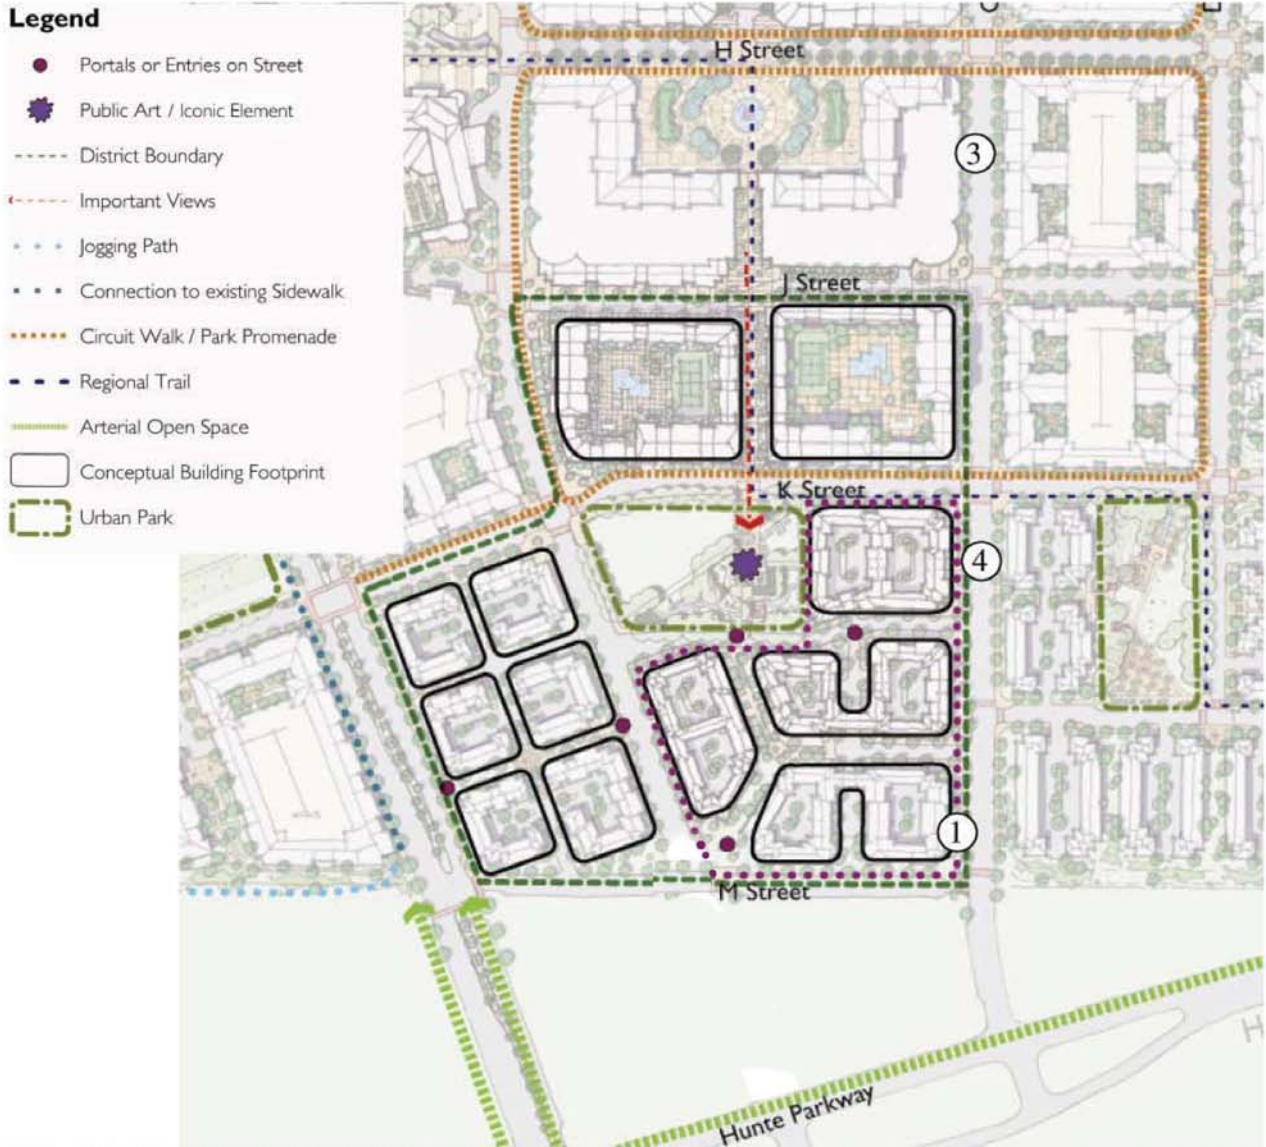 Legend
Portals or Entries on Street
Public Art / Iconic Element
District Boundary
Important Views
Jogging Path
Connection to existing Sidewalk
Circuit Walk / Park Promenade
Regional Trail
Arterial Open Space
Conceptual Building Footprint
Urban Park
H Street
3
J Street
K Street
4
1
M Street
Hunte Parkway
H